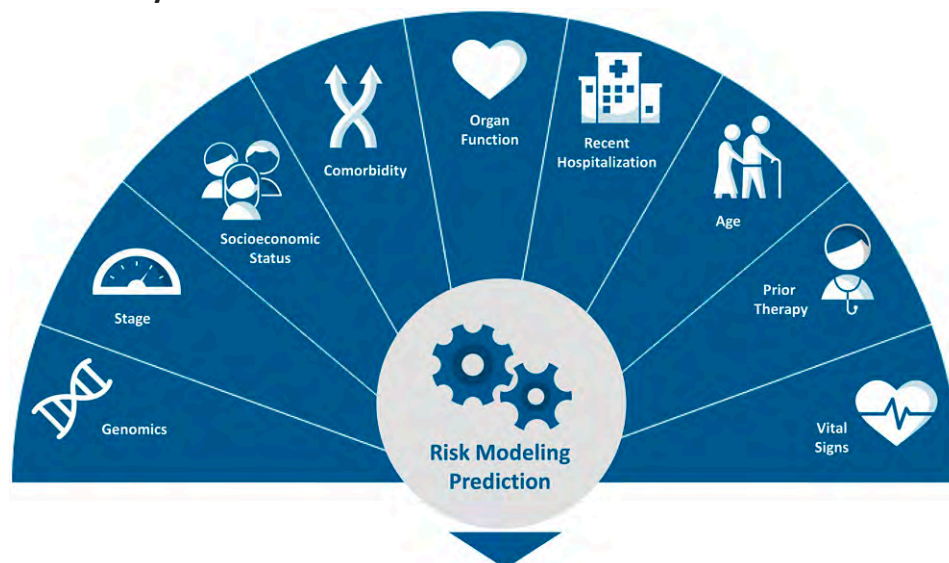 Genomics
Stage
Socioeconomic
Status
Comorbidity
Organ
Function
Recent
Hospitalization
Age
Prior
Therapy
Vital
Signs
Risk Modeling
Prediction